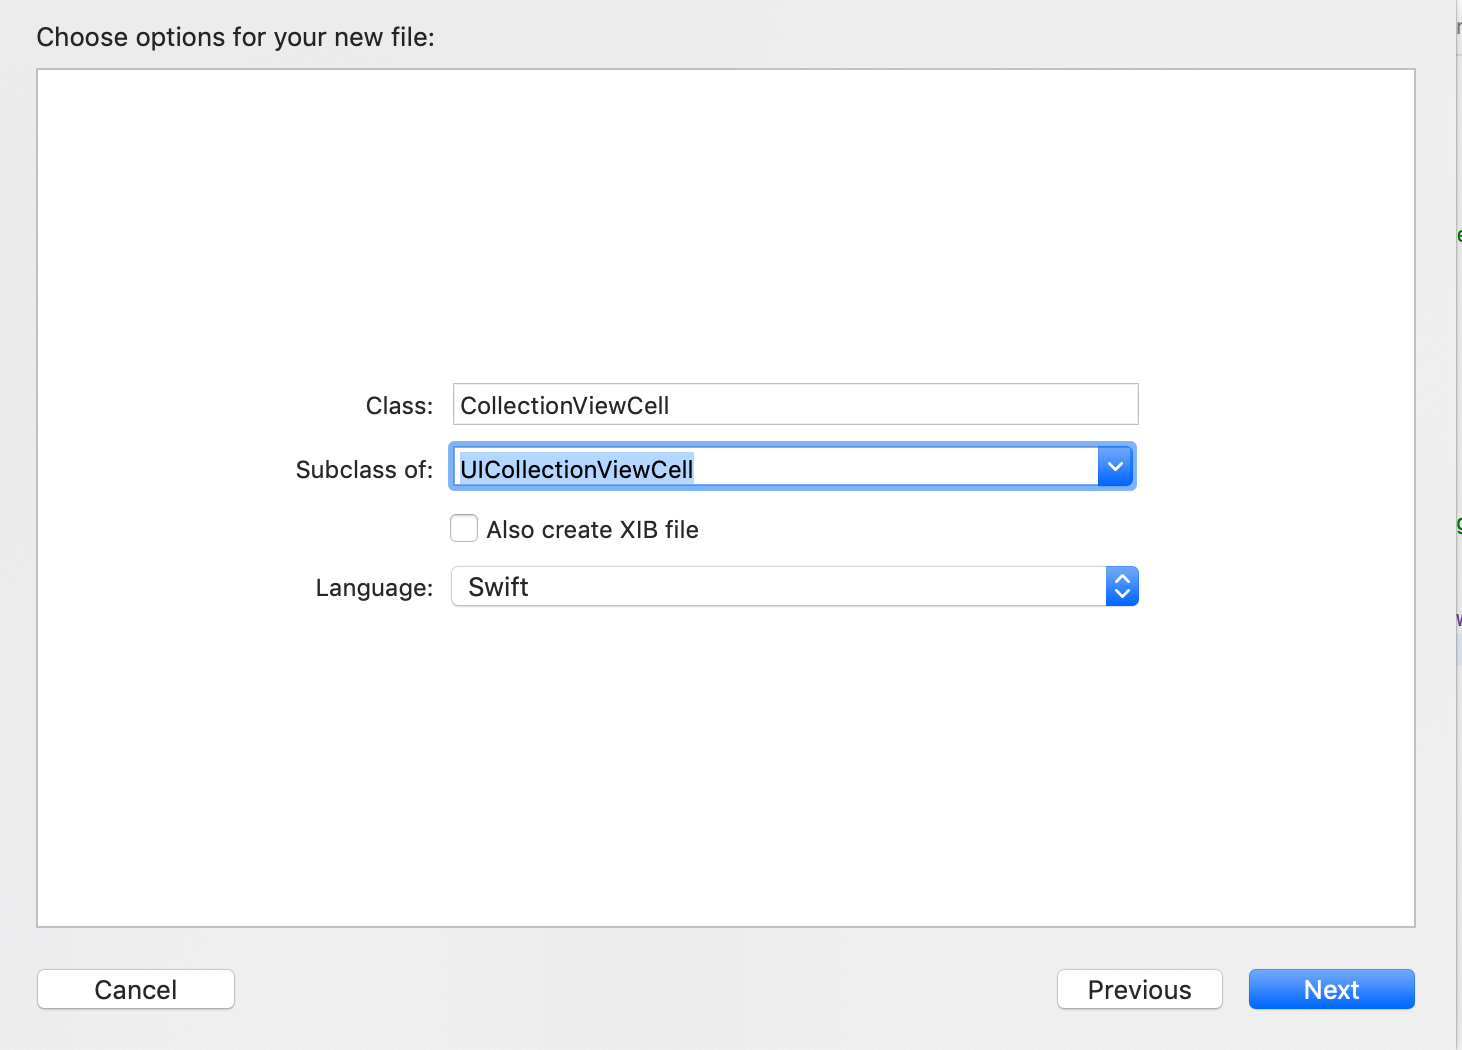 Choose options for your new file:
Class: CollectionViewCell
Subclass of: UICollectionViewCell
Also create XIB file
Language: Swift
Cancel Previous Next